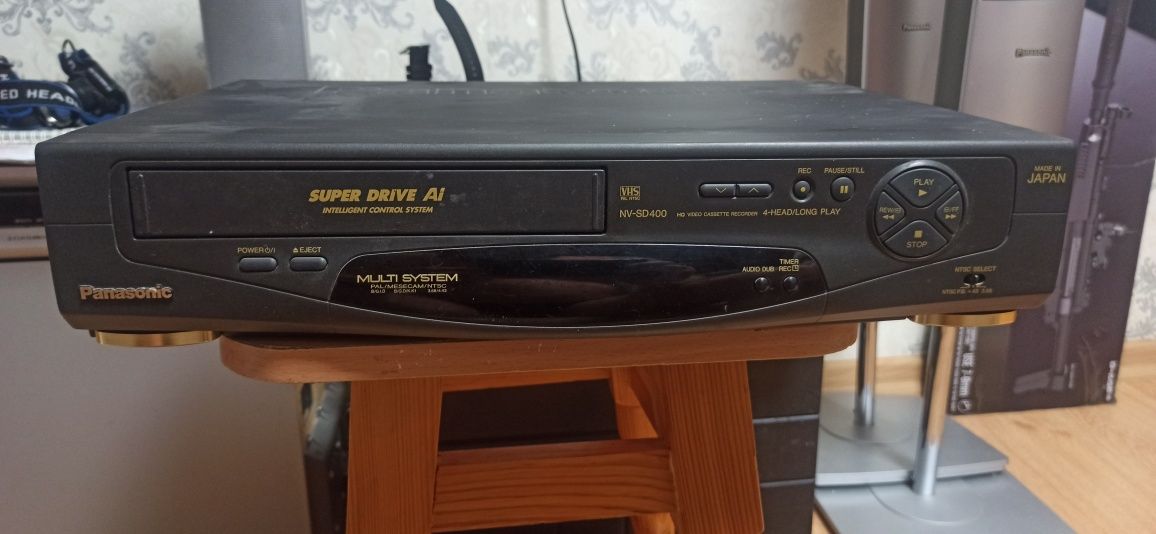 Panasonic
Panasonic
ED HEAD
SUPER DRIVE Ai
INTELLIGENT CONTROL SYSTEM
VHS
PAL NTSC
NV-SD400
HQ VIDEO CASSETTE RECORDER 4-HEAD/LONG PLAY
REC
PAUSE/STILL
PLAY
STOP
MADE IN
JAPAN
POWER
EJECT
MULTI SYSTEM
PAL/MESECAM/NTSC
AUDIO DUB
TIMER
REC
NTSC SELECT
Panasonic